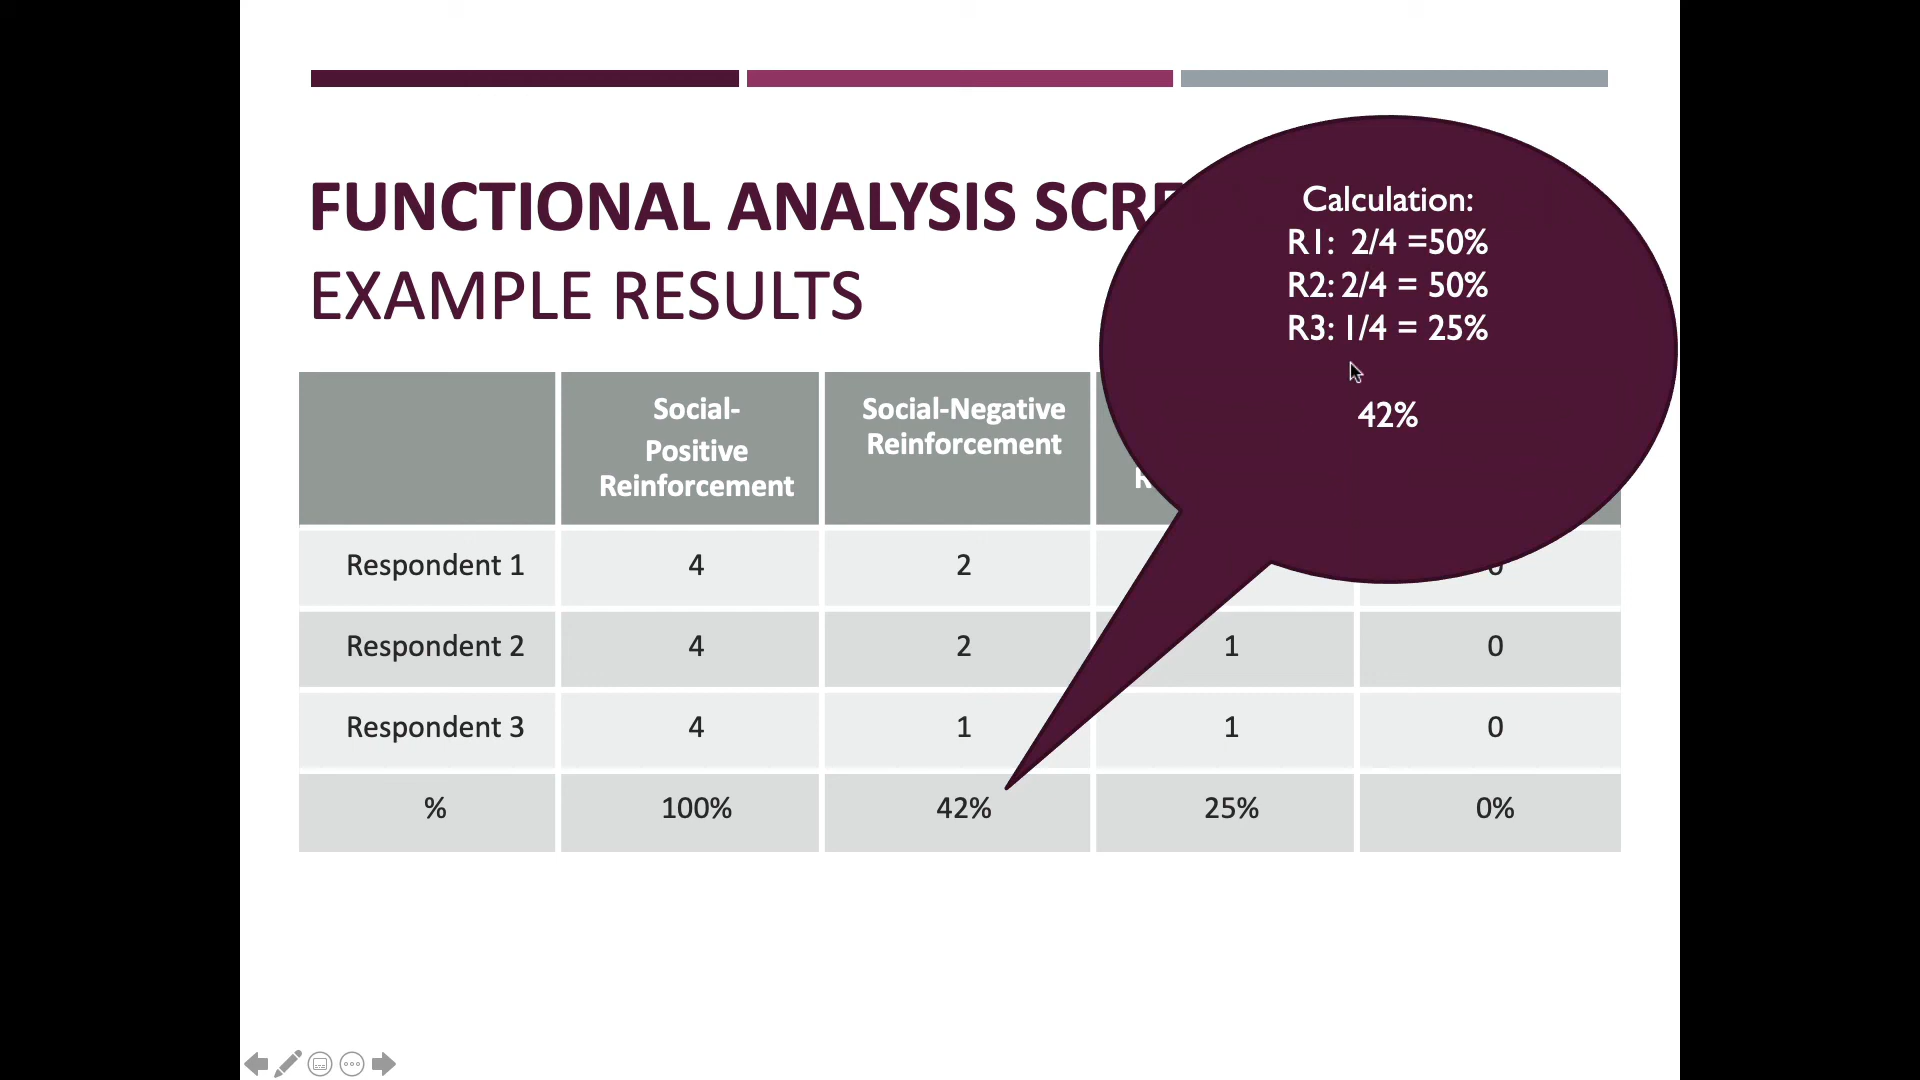 FUNCTIONAL ANALYSIS
EXAMPLE RESULTS
Calculation:
R1: 2/4 =50%
R2: 2/4 = 50%
R3: 1/4 = 25%
42%
Social-
Positive
Reinforcement
Social-Negative
Reinforcement
Respondent 1 4 2
Respondent 2 4 2 1 0
Respondent 3 4 1 1 0
% 100% 42% 25% 0%